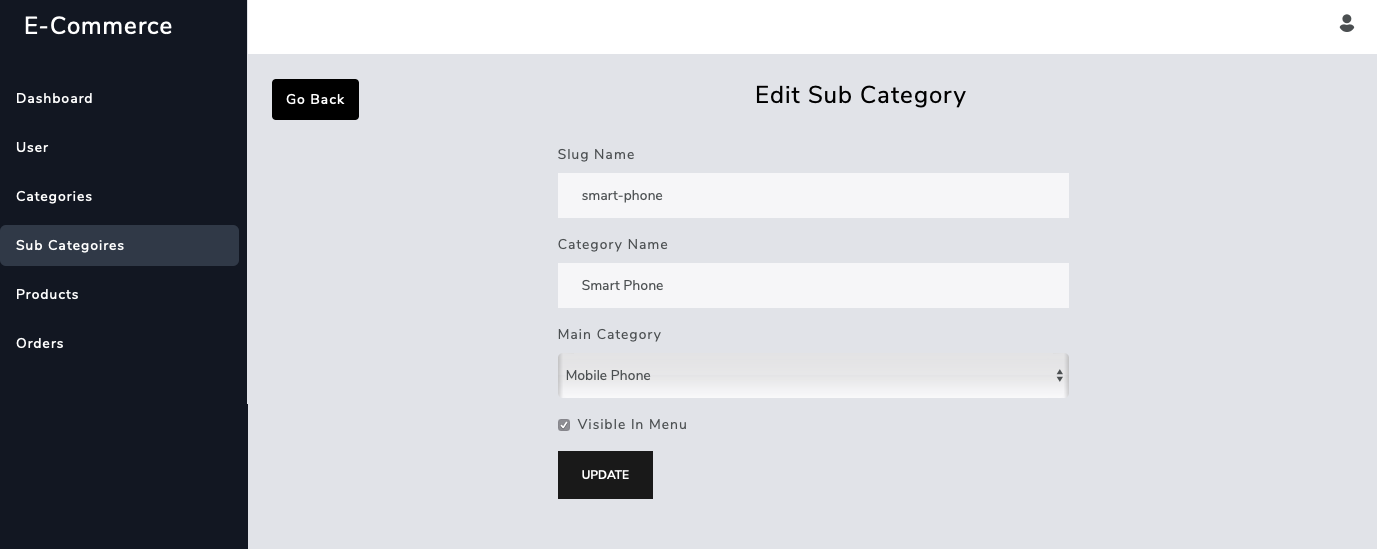 E-Commerce
Dashboard
User
Categories
Sub Categoires
Products
Orders
Go Back
Edit Sub Category
Slug Name
smart-phone
Category Name
Smart Phone
Main Category
Mobile Phone
Visible In Menu
UPDATE